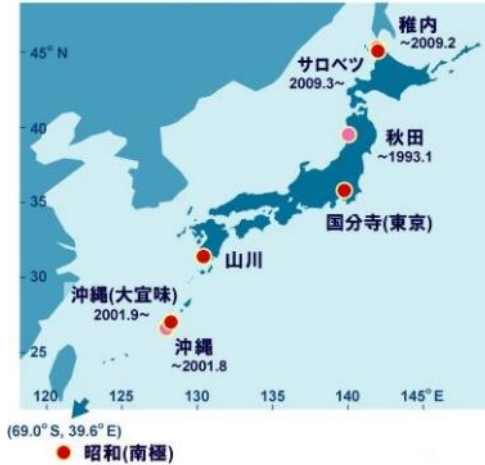 45°N
稚内
~2009.2
サロベツ
2009.3~
40
秋田
~1993.1
35
国分寺(東京)
山川
30
沖縄(大宜味)
2001.9~
沖縄
~2001.8
25
120 125 130 135 140 145°E
(69.0°S, 39.6°E)
昭和(南極)